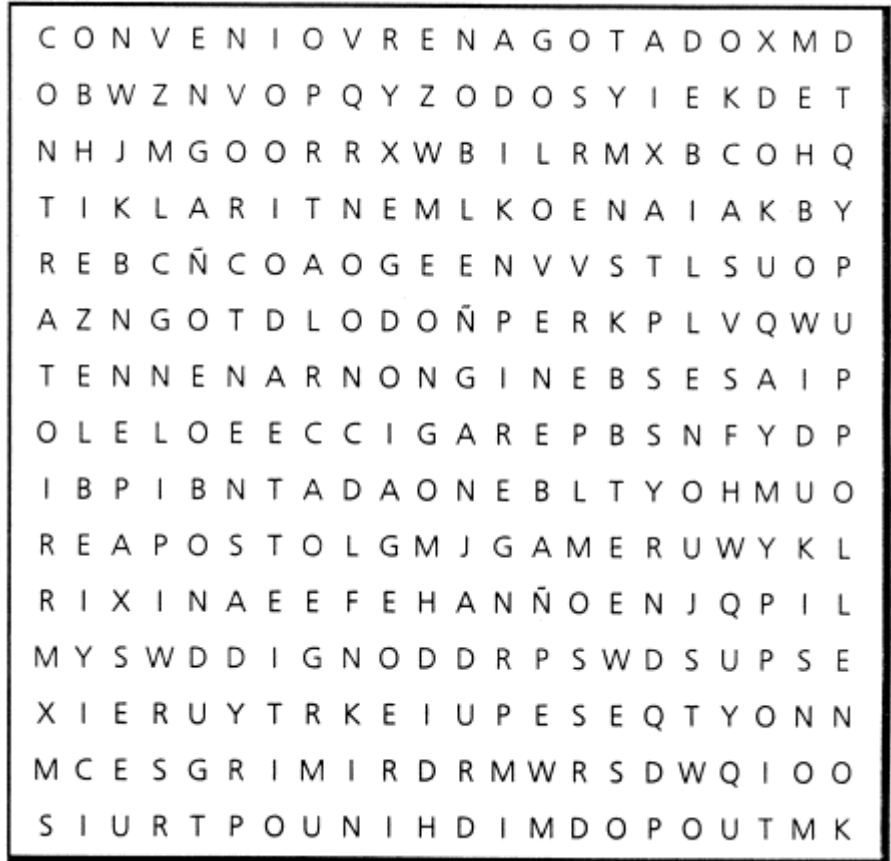 C O N V E N I O V R E N A G O T A D O X M D
O B W Z N V O P Q Y Z O D O S Y I E K D E T
N H J M G O O R R X W B I L R M X B C O H Q
T I K L A R I T N E M L K O E N A I A K B Y
R E B C Ñ C O A O G E E N V V S T L S U O P
A Z N G O T D L O D O Ñ P E R K P L V Q W U
T E N N E N A R N O N G I N E B S E S A I P
O L E L O E E C C I G A R E P B S N F Y D P
I B P I B N T A D A O N E B L T Y O H M U O
R E A P O S T O L G M J G A M E R U W Y K L
R I X I N A E E F E H A N Ñ O E N J Q P I L
M Y S W D D I G N O D D R P S W D S U P S E
X I E R U Y T R K E I U P E S E Q T Y O N N
M C E S G R I M I R D R M W R S D W Q I O O
S I U R T P O U N I H D I M D O P O U T M K